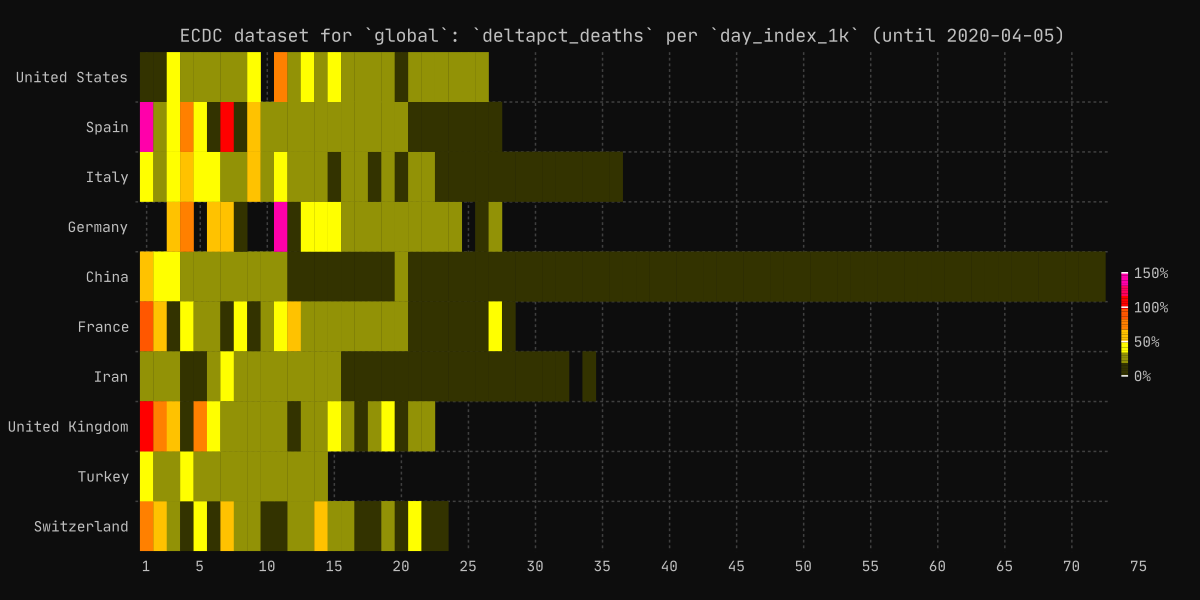 ECDC dataset for `global`: `deltapct_deaths` per `day_index_1k` (until 2020-04-05)
United States
Spain
Italy
Germany
China
France
Iran
United Kingdom
Turkey
Switzerland
150%
100%
50%
0%
1 5 10 15 20 25 30 35 40 45 50 55 60 65 70 75